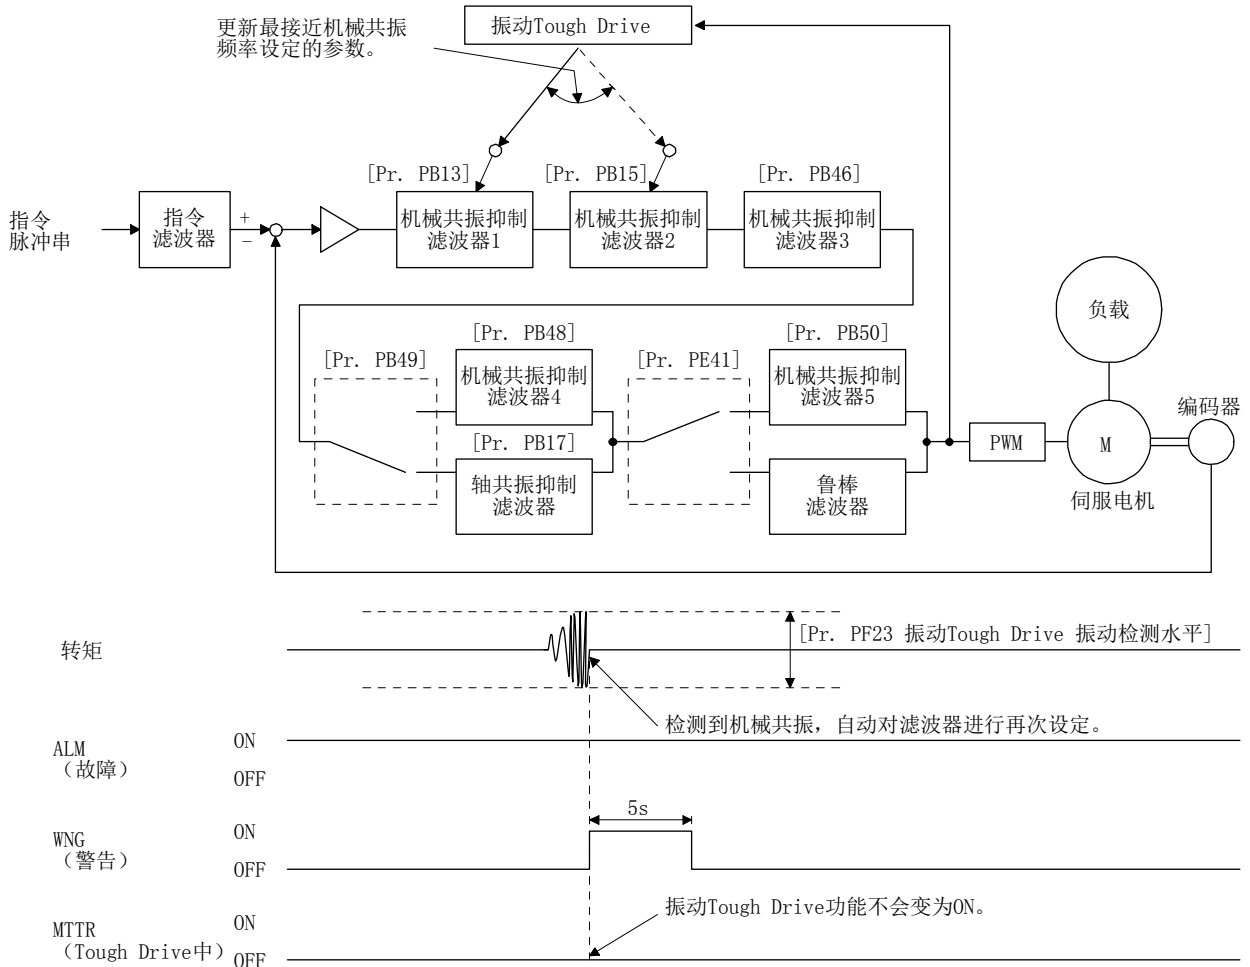 更新最接近机械共振
频率设定的参数。
振动Tough Drive
[Pr. PB13]
[Pr. PB15]
[Pr. PB46]
指令
脉冲串
指令
滤波器
+
−
机械共振抑制
滤波器1
机械共振抑制
滤波器2
机械共振抑制
滤波器3
负载
[Pr. PB49]
[Pr. PB48]
机械共振抑制
滤波器4
[Pr. PB17]
轴共振抑制
滤波器
[Pr. PE41]
[Pr. PB50]
机械共振抑制
滤波器5
鲁棒
滤波器
PWM
M
伺服电机
编码器
转矩
[Pr. PF23 振动Tough Drive 振动检测水平]
检测到机械共振，自动对滤波器进行再次设定。
ALM
（故障）
ON
OFF
5s
WNG
（警告）
ON
OFF
振动Tough Drive功能不会变为ON。
MTTR
（Tough Drive中）
ON
OFF